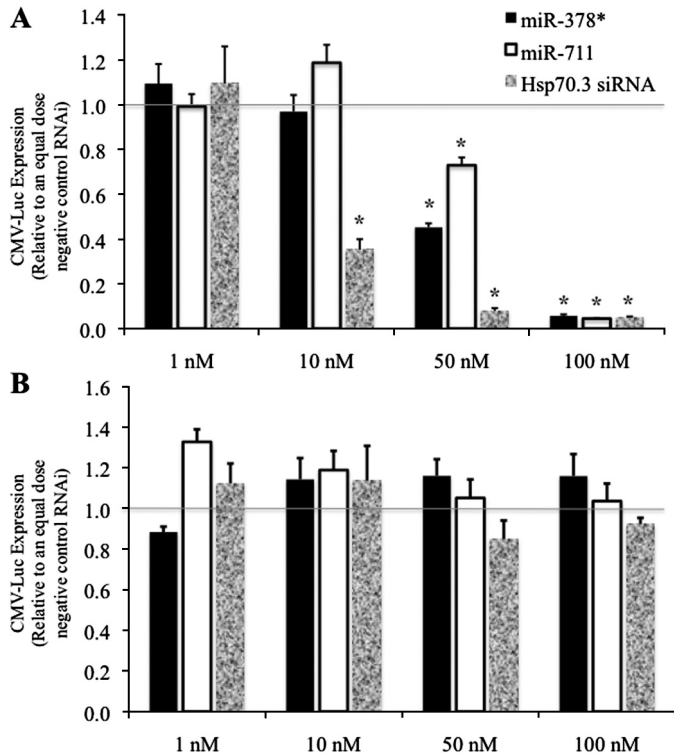 A
miR-378*
miR-711
Hsp70.3 siRNA
CMV-Luc Expression
(Relative to an equal dose
negative control RNAi)
1.4
1.2
1.0
0.8
0.6
0.4
0.2
0.0
*
*
*
*
*
*
*
1 nM
10 nM
50 nM
100 nM
B
CMV-Luc Expression
(Relative to an equal dose
negative control RNAi)
1.6
1.4
1.2
1.0
0.8
0.6
0.4
0.2
0.0
1 nM
10 nM
50 nM
100 nM